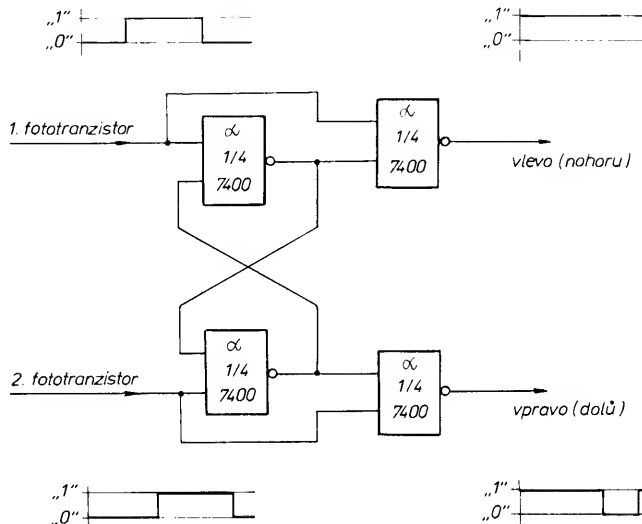 „1”
„0”
„1”
„0”
1. fototranzistor
α
1/4
7400
α
1/4
7400
vlevo (nahoru)
2. fototranzistor
α
1/4
7400
α
1/4
7400
vpravo (dolů)
„1”
„0”
„1”
„0”